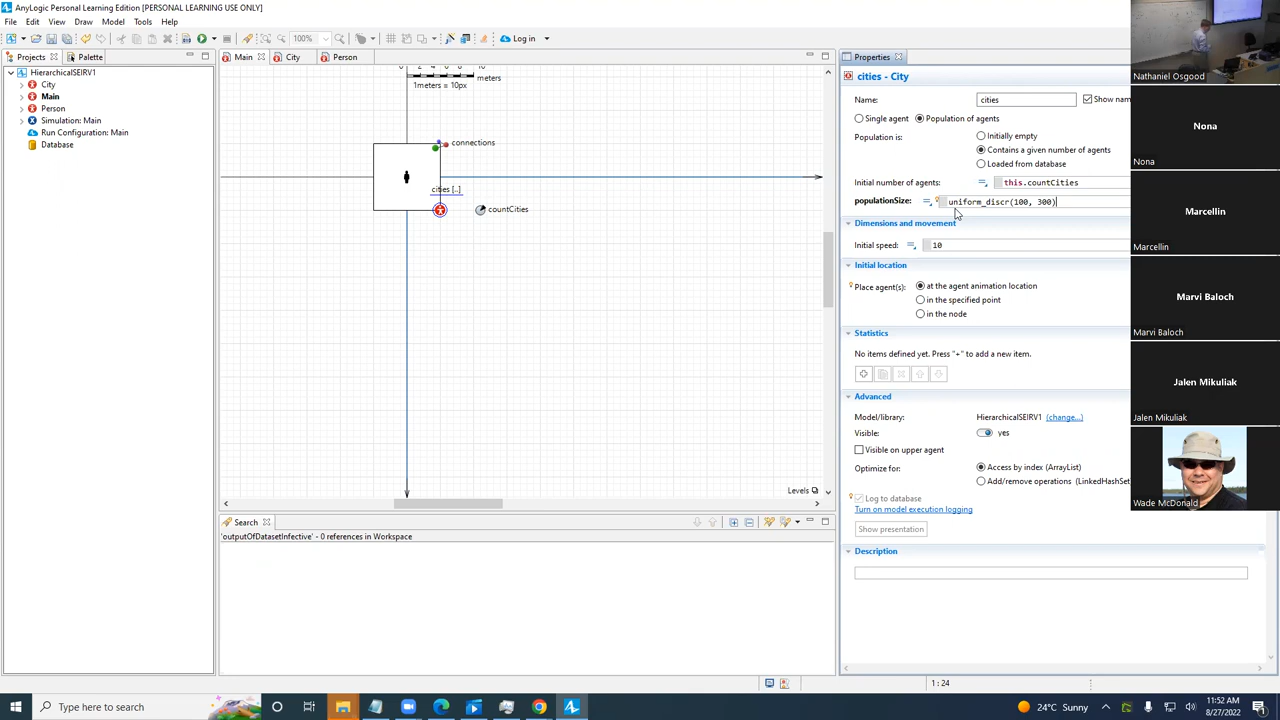 AnyLogic Personal Learning Edition [PERSONAL LEARNING USE ONLY]
File Edit View Draw Model Tools Help
100% Log in
Projects Palette
HierarchicalSEIRV1
City
Main
Person
Simulation: Main
Run Configuration: Main
Database
Main City Person
0 2 4 6 8 10 meters
1meters = 10px
connections
cities [..]
countCities
Levels
Search
'outputOfDatasetInfective' - 0 references in Workspace
Properties
cities - City
Name: cities Show nam
Single agent Population of agents
Population is: Initially empty
Contains a given number of agents
Loaded from database
Initial number of agents: this.countCities
populationSize: uniform_discr(100, 300)
Dimensions and movement
Initial speed: 10
Initial location
Place agent(s): at the agent animation location
in the specified point
in the node
Statistics
No items defined yet. Press "+" to add a new item.
Advanced
Model/library: HierarchicalSEIRV1 (change...)
Visible: yes
Visible on upper agent
Optimize for: Access by index (ArrayList)
Add/remove operations (LinkedHashSet
Log to database
Turn on model execution logging
Show presentation
Description
1 : 24
Nathaniel Osgood
Nona
Nona
Marcellin
Marcellin
Marvi Baloch
Marvi Baloch
Jalen Mikuliak
Jalen Mikuliak
Wade McDonald
Type here to search
24°C Sunny
11:52 AM
8/27/2022